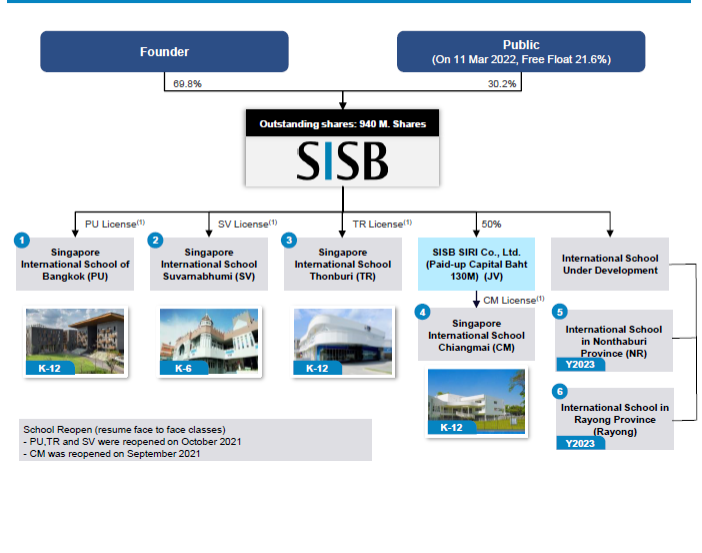 Founder
Public
(On 11 Mar 2022, Free Float 21.6%)
69.8%
30.2%
Outstanding shares: 940 M. Shares
SISB
PU License(1)
SV License(1)
TR License(1)
50%
1
Singapore
International School of
Bangkok (PU)
2
Singapore
International School
Suvarnabhumi (SV)
3
Singapore
International School
Thonburi (TR)
SISB SIRI Co., Ltd.
(Paid-up Capital Baht
130M) (JV)
International School
Under Development
CM License(1)
K-12
K-6
K-12
4
Singapore
International School
Chiangmai (CM)
K-12
5
International School
in Nonthaburi
Province (NR)
Y2023
6
International School in
Rayong Province
(Rayong)
Y2023
School Reopen (resume face to face classes)
- PU,TR and SV were reopened on October 2021
- CM was reopened on September 2021